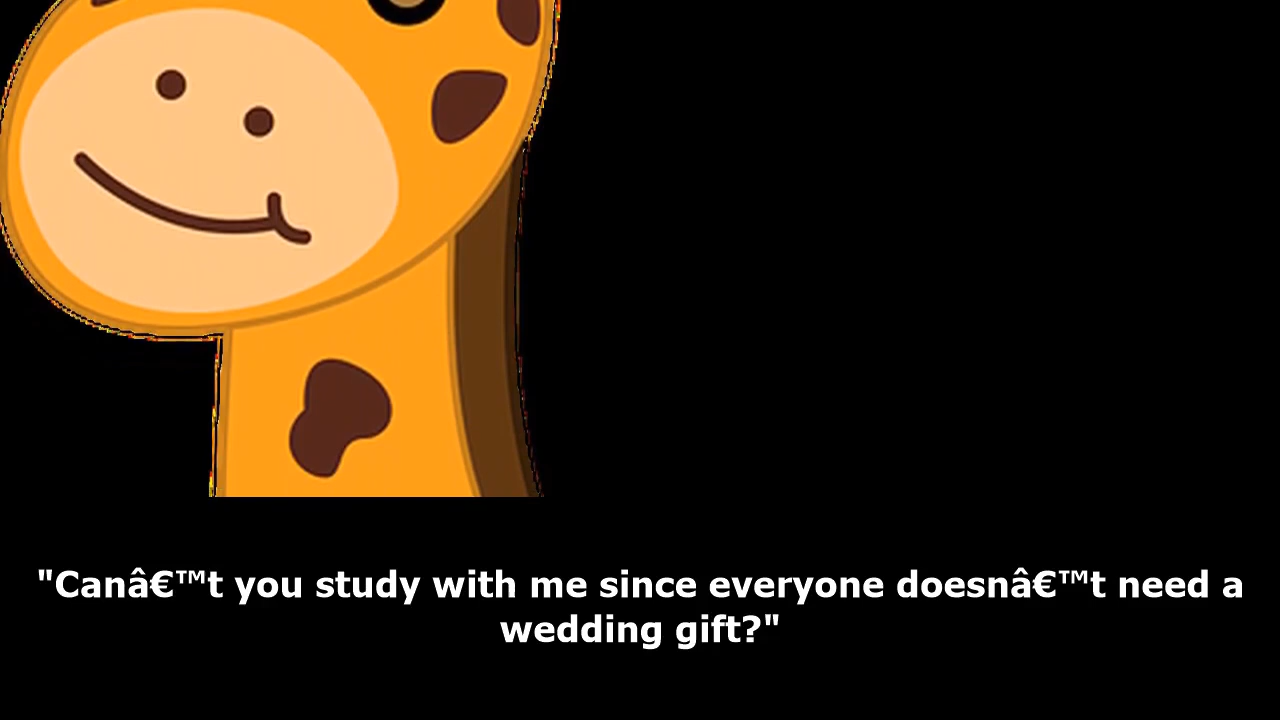 "Canâ€™t you study with me since everyone doesnâ€™t need a
wedding gift?"